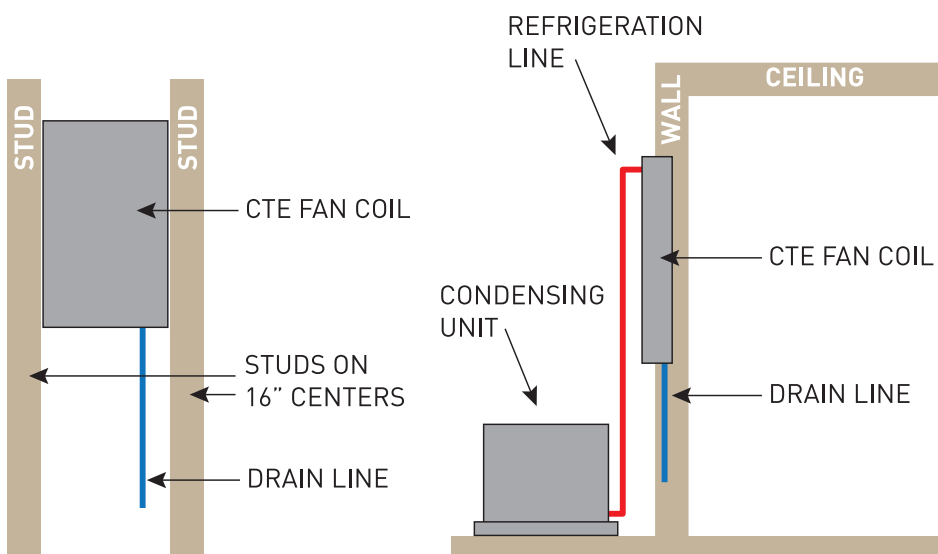 STUD
STUD
CTE FAN COIL
STUDS ON
16” CENTERS
DRAIN LINE
REFRIGERATION
LINE
WALL
CEILING
CTE FAN COIL
CONDENSING
UNIT
DRAIN LINE